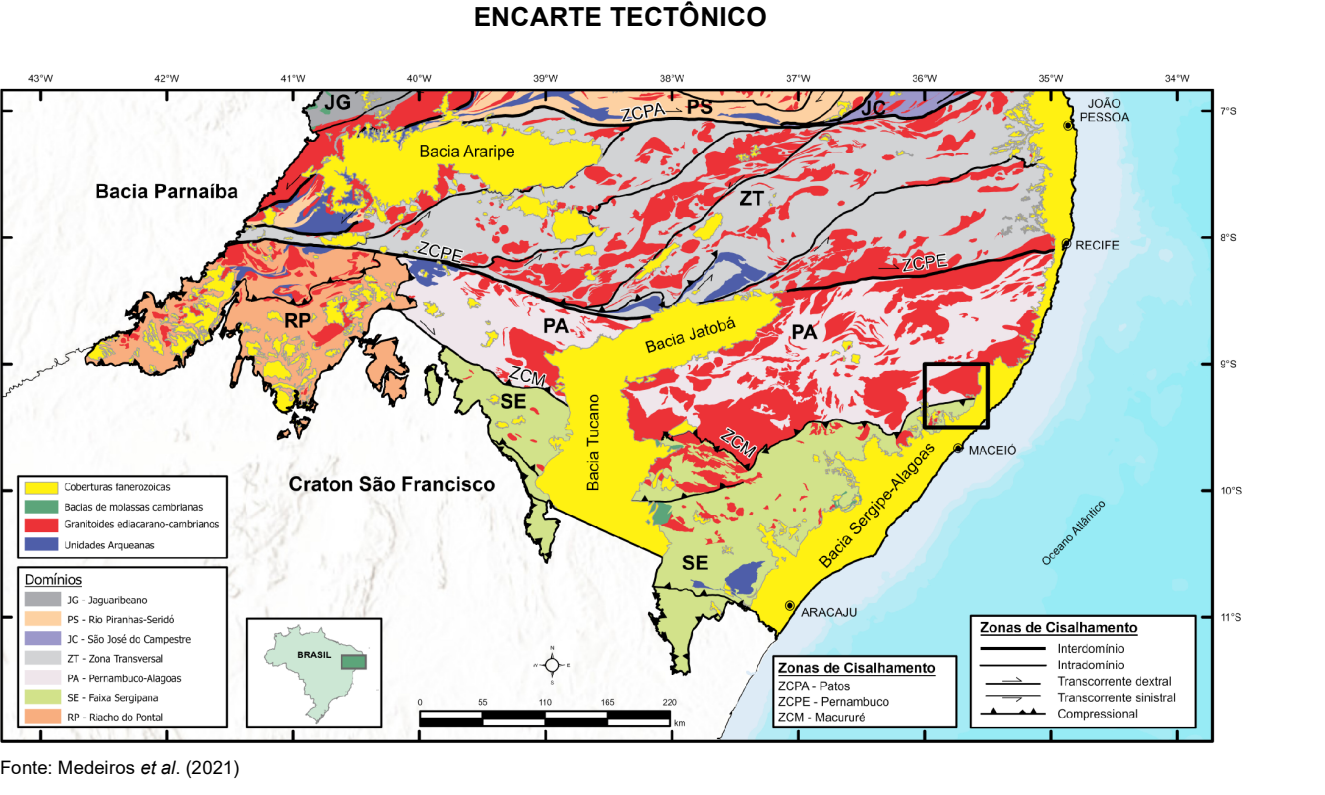 ENCARTE TECTÔNICO
43°W 42°W 41°W 40°W 39°W 38°W 37°W 36°W 35°W 34°W
JG
ZCPA
PS
JC
JOÃO
PESSOA
7°S
Bacia Araripe
Bacia Parnaíba
ZT
8°S
RECIFE
ZCPE
ZCPE
RP
PA
Bacia Jatobá
PA
9°S
ZCM
SE
Bacia Tucano
ZCM
MACEIÓ
Craton São Francisco
Bacia Sergipe-Alagoas
10°S
Oceano Atlântico
SE
ARACAJU
11°S
Coberturas fanerozoicas
Bacias de molassas cambrianas
Granitoides ediacarano-cambrianos
Unidades Arqueanas
Domínios
JG - Jaguaribeano
PS - Rio Piranhas-Seridó
JC - São José do Campestre
ZT - Zona Transversal
PA - Pernambuco-Alagoas
SE - Faixa Sergipana
RP - Riacho do Pontal
BRASIL
N
W E
S
0 55 110 165 220
km
Zonas de Cisalhamento
ZCPA - Patos
ZCPE - Pernambuco
ZCM - Macururé
Zonas de Cisalhamento
Interdomínio
Intradomínio
Transcorrente dextral
Transcorrente sinistral
Compressional
Fonte: Medeiros et al. (2021)